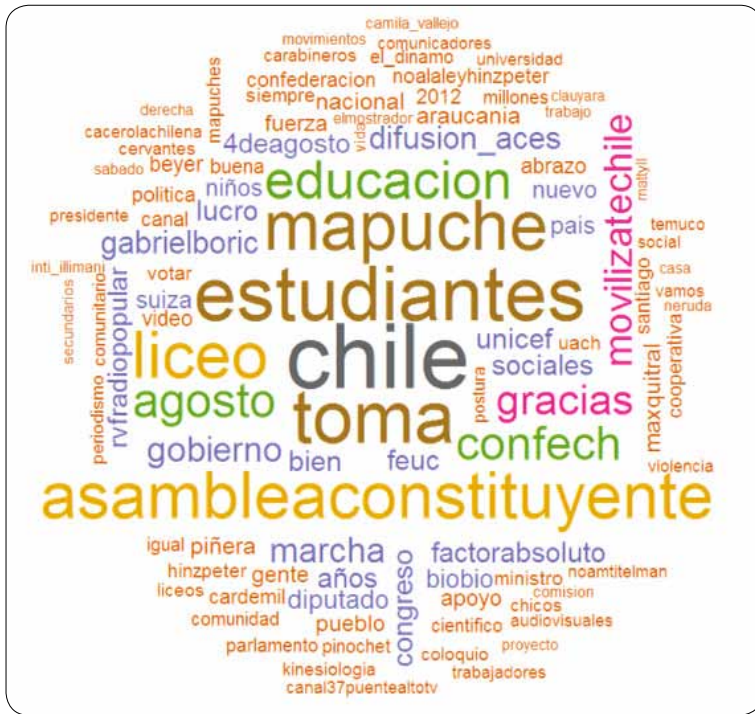 camila_vallejo
movimientos comunicadores
carabineros el_dinamo universidad
confederacion noalaleyhinzpeter
siempre nacional 2012 millones clauyara
mapuches
derecha fuerza elmostrador araucania trabajo
cacerolachilena 4deagosto vida difusion_aces
cervantes
sabado beyer buena educacion abrazo
movilizatechile
mattyll
politica niños nuevo
presidente canal lucro mapuche pais temuco
gabrielboric social
inti_illimani votar casa
santiago vamos
secundarios
comunitario
suiza estudiantes neruda
video
rvfradiopopular
periodismo
liceo chile unicef uach
sociales
cooperativa
maxquitral
postura
agosto toma gracias
gobierno bien feuc confech
violencia
asambleaconstituyente
igual piñera marcha factorabsoluto
congreso
hinzpeter gente años biobio ministro noamtitelman
liceos cardemil diputado apoyo comision
chicos
comunidad pueblo cientifico audiovisuales
parlamento pinochet coloquio proyecto
kinesiologia trabajadores
canal37puentealtotv